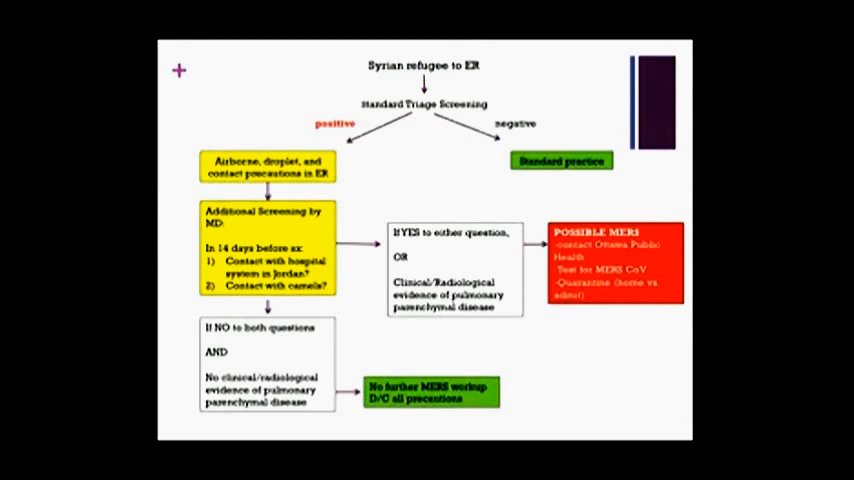 Syrian refugee to ER
Standard Triage Screening
positive
negative
Airborne, droplet, and
contact precautions in ER
Standard practice
Additional Screening by
MD:
In 14 days before sx:
1) Contact with hospital
system in Jordan?
2) Contact with camels?
If YES to either question,
OR
Clinical/Radiological
evidence of pulmonary
parenchymal disease
POSSIBLE MERS
-contact Ottawa Public
Health
-Test for MERS CoV
-Quarantine (home vs
admit)
If NO to both questions
AND
No clinical/radiological
evidence of pulmonary
parenchymal disease
No further MERS workup
D/C all precautions